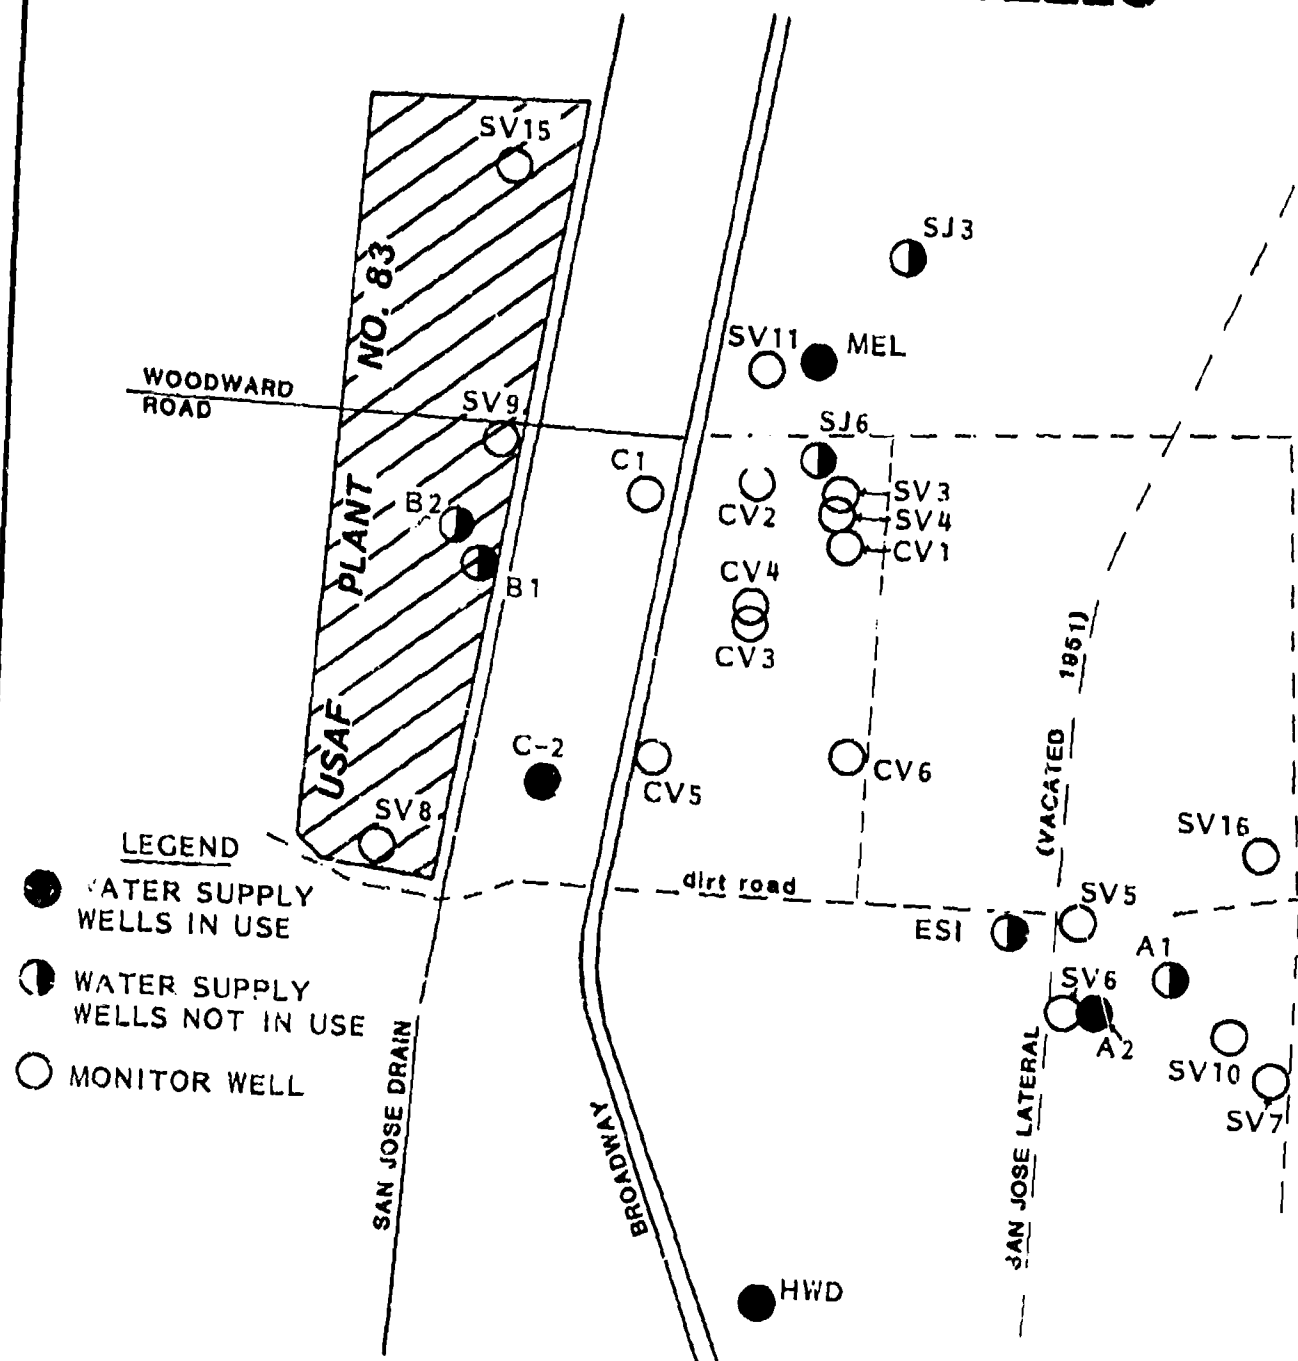 SV15
SJ3
SV11
MEL
WOODWARD
ROAD
SV9
SJ6
C1
CV2
SV3
SV4
CV1
B2
B1
CV4
CV3
USAF PLANT NO. 83
C-2
CV5
CV6
(VACATED 1951)
SV8
SV16
dirt road
SV5
ESI
A1
SV6
A2
SV10
SV7
LEGEND
WATER SUPPLY
WELLS IN USE
WATER SUPPLY
WELLS NOT IN USE
MONITOR WELL
SAN JOSE DRAIN
BROADWAY
SAN JOSE LATERAL
HWD